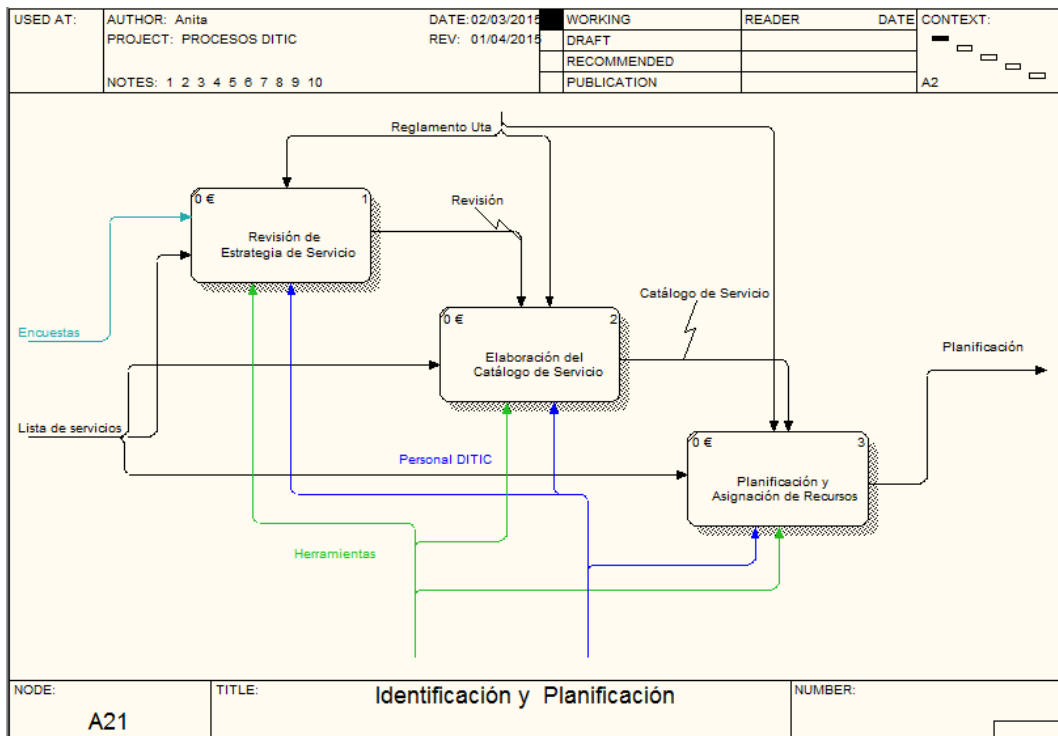 USED AT:
AUTHOR: Anita
DATE: 02/03/2015
WORKING
READER
DATE
CONTEXT:
PROJECT: PROCESOS DITIC
REV: 01/04/2015
DRAFT
RECOMMENDED
NOTES: 1 2 3 4 5 6 7 8 9 10
PUBLICATION
A2
Reglamento Uta
0 €
1
Revisión de
Estrategia de Servicio
Revisión
Encuestas
0 €
2
Elaboración del
Catálogo de Servicio
Catálogo de Servicio
Planificación
Lista de servicios
Personal DITIC
0 €
3
Planificación y
Asignación de Recursos
Herramientas
NODE:
A21
TITLE:
Identificación y Planificación
NUMBER: